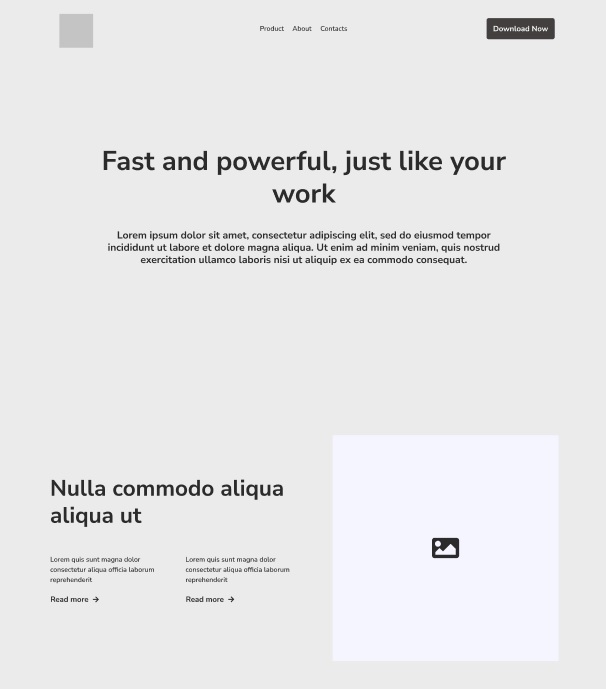 Product About Contacts
Download Now
Fast and powerful, just like your
work
Lorem ipsum dolor sit amet, consectetur adipiscing elit, sed do eiusmod tempor
incididunt ut labore et dolore magna aliqua. Ut enim ad minim veniam, quis nostrud
exercitation ullamco laboris nisi ut aliquip ex ea commodo consequat.
Nulla commodo aliqua
aliqua ut
Lorem quis sunt magna dolor
consectetur aliqua officia laborum
reprehenderit
Read more →
Lorem quis sunt magna dolor
consectetur aliqua officia laborum
reprehenderit
Read more →